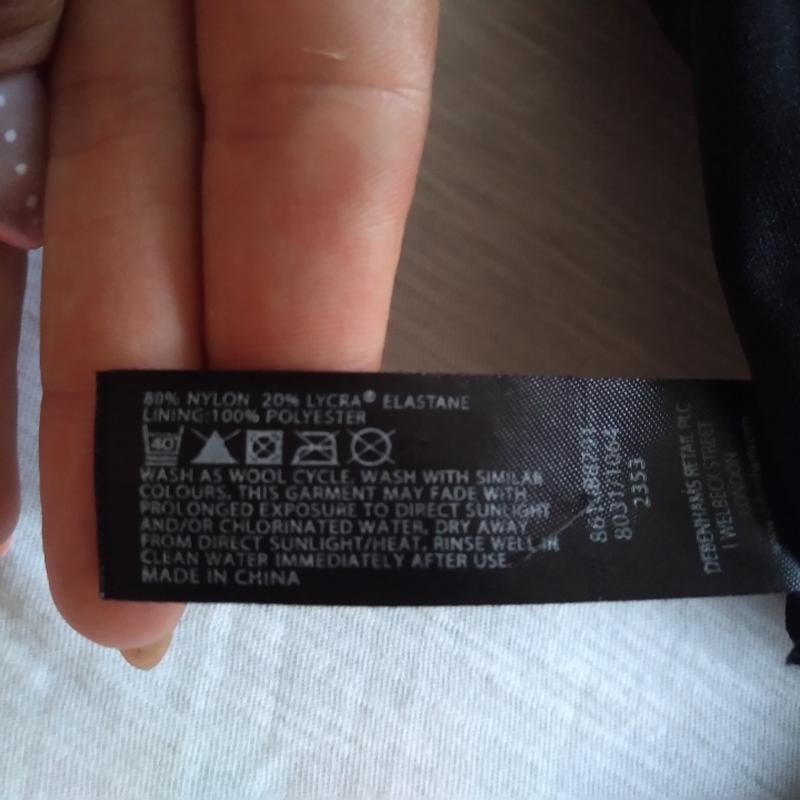 80% NYLON 20% LYCRA® ELASTANE
LINING:100% POLYESTER
40
WASH AS WOOL CYCLE. WASH WITH SIMILAR
COLOURS. THIS GARMENT MAY FADE WITH
PROLONGED EXPOSURE TO DIRECT SUNLIGHT
AND/OR CHLORINATED WATER. DRY AWAY
FROM DIRECT SUNLIGHT/HEAT. RINSE WELL IN
CLEAN WATER IMMEDIATELY AFTER USE.
MADE IN CHINA
8031/1664
2353
DEBENHAMS RETAIL PLC
1 WELBECK STREET
LONDON